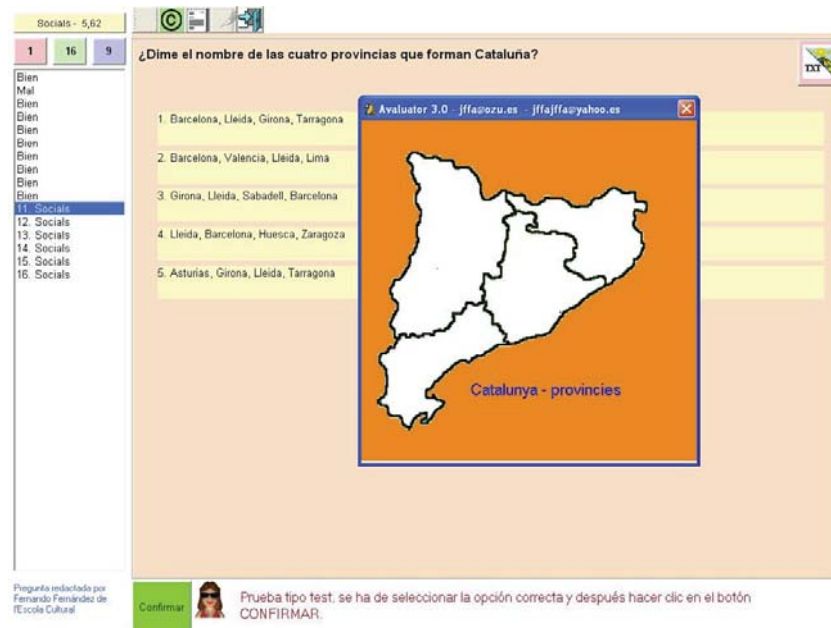 Socials - 5,62
1 16 9
Bien
Mal
Bien
Bien
Bien
Bien
Bien
Bien
Bien
Bien
11. Socials
12. Socials
13. Socials
14. Socials
15. Socials
16. Socials
Pregunta redactada por
Fernando Fernández de
l'Escola Cultural
©
¿Dime el nombre de las cuatro provincias que forman Cataluña?
TXT
1. Barcelona, Lleida, Girona, Tarragona
2. Barcelona, Valencia, Lleida, Lima
3. Girona, Lleida, Sabadell, Barcelona
4. Lleida, Barcelona, Huesca, Zaragoza
5. Asturias, Girona, Lleida, Tarragona
Avaluator 3.0 - jffa@ozu.es - jffajffa@yahoo.es
Catalunya - provincies
Confirmar
Prueba tipo test, se ha de seleccionar la opción correcta y después hacer clic en el botón
CONFIRMAR.